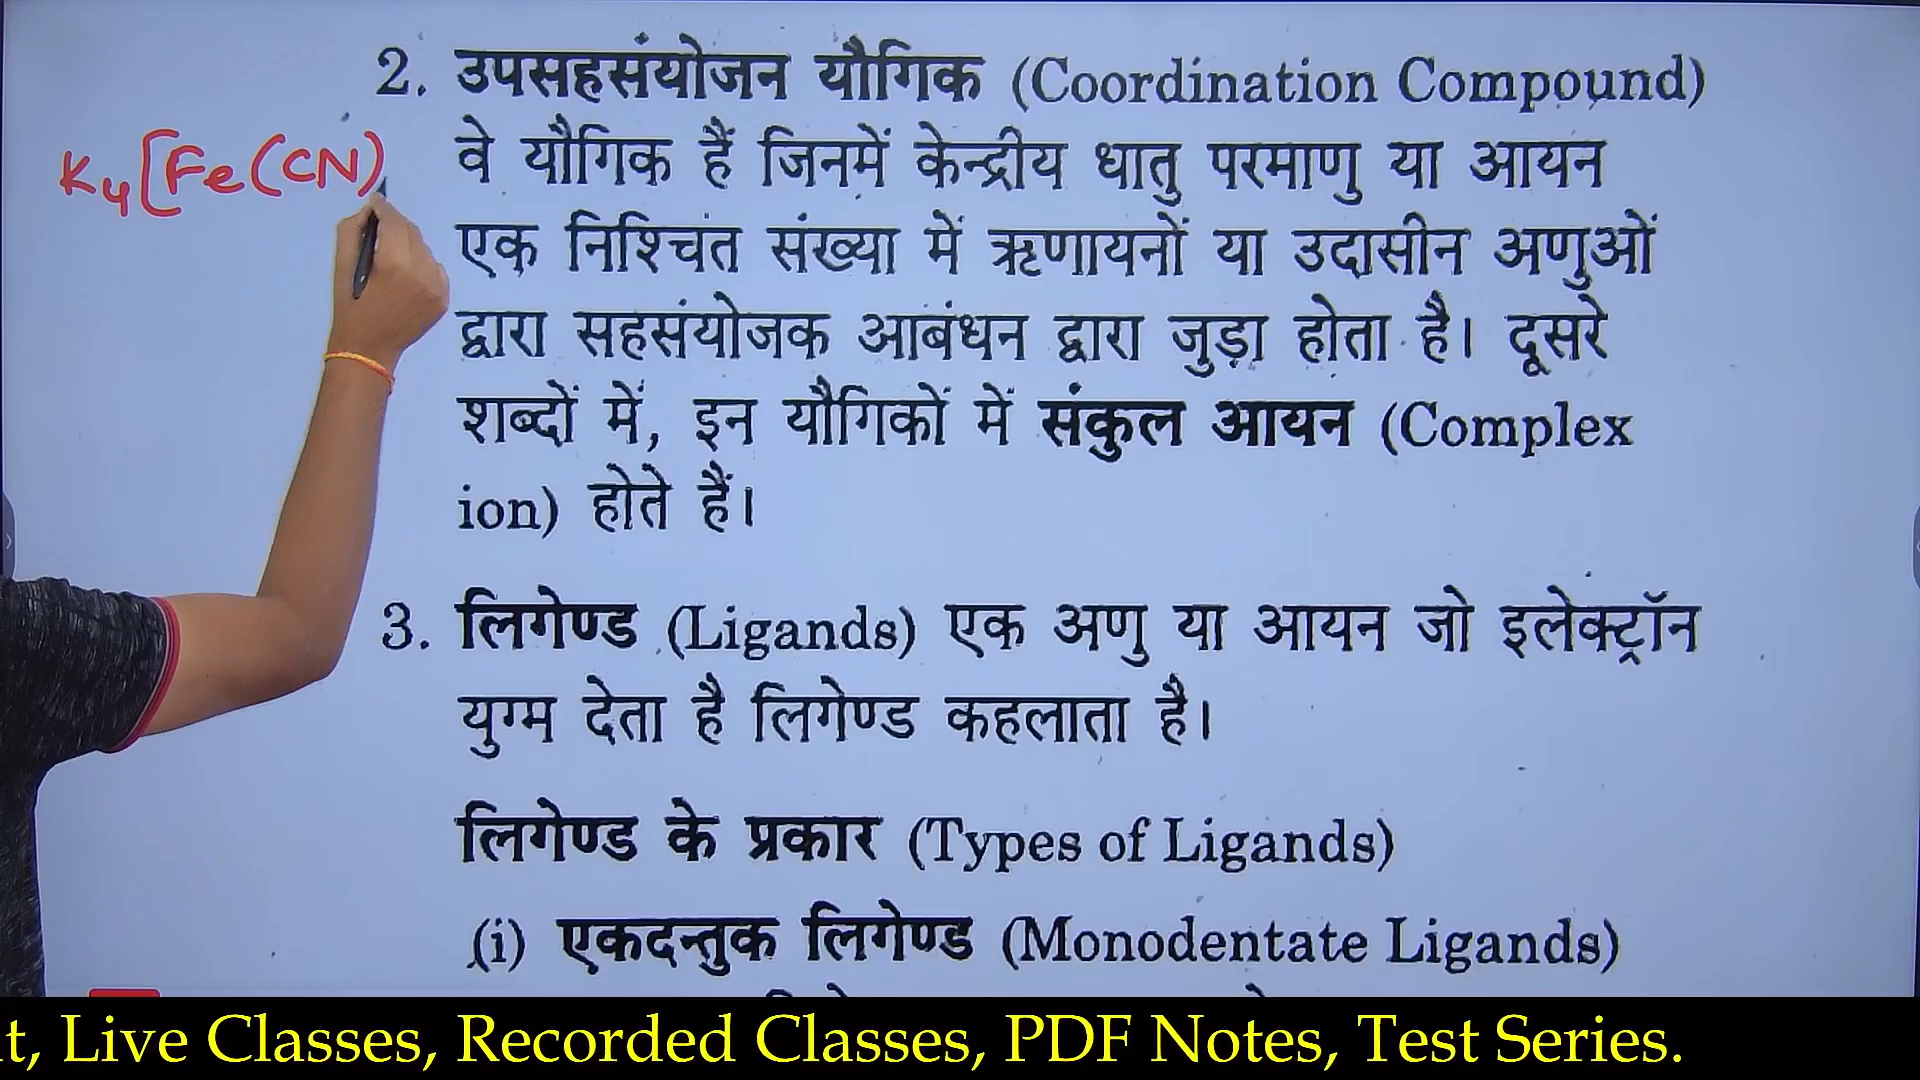 2. उपसहसंयोजन यौगिक (Coordination Compound)
K4[Fe(CN)
वे यौगिक हैं जिनमें केन्द्रीय धातु परमाणु या आयन
एक निश्चित संख्या में ऋणायनों या उदासीन अणुओं
द्वारा सहसंयोजक आबंधन द्वारा जुड़ा होता है। दूसरे
शब्दों में, इन यौगिकों में संकुल आयन (Complex
ion) होते हैं।
3. लिगेण्ड (Ligands) एक अणु या आयन जो इलेक्ट्रॉन
युग्म देता है लिगेण्ड कहलाता है।
लिगेण्ड के प्रकार (Types of Ligands)
(i) एकदन्तुक लिगेण्ड (Monodentate Ligands)
t, Live Classes, Recorded Classes, PDF Notes, Test Series.